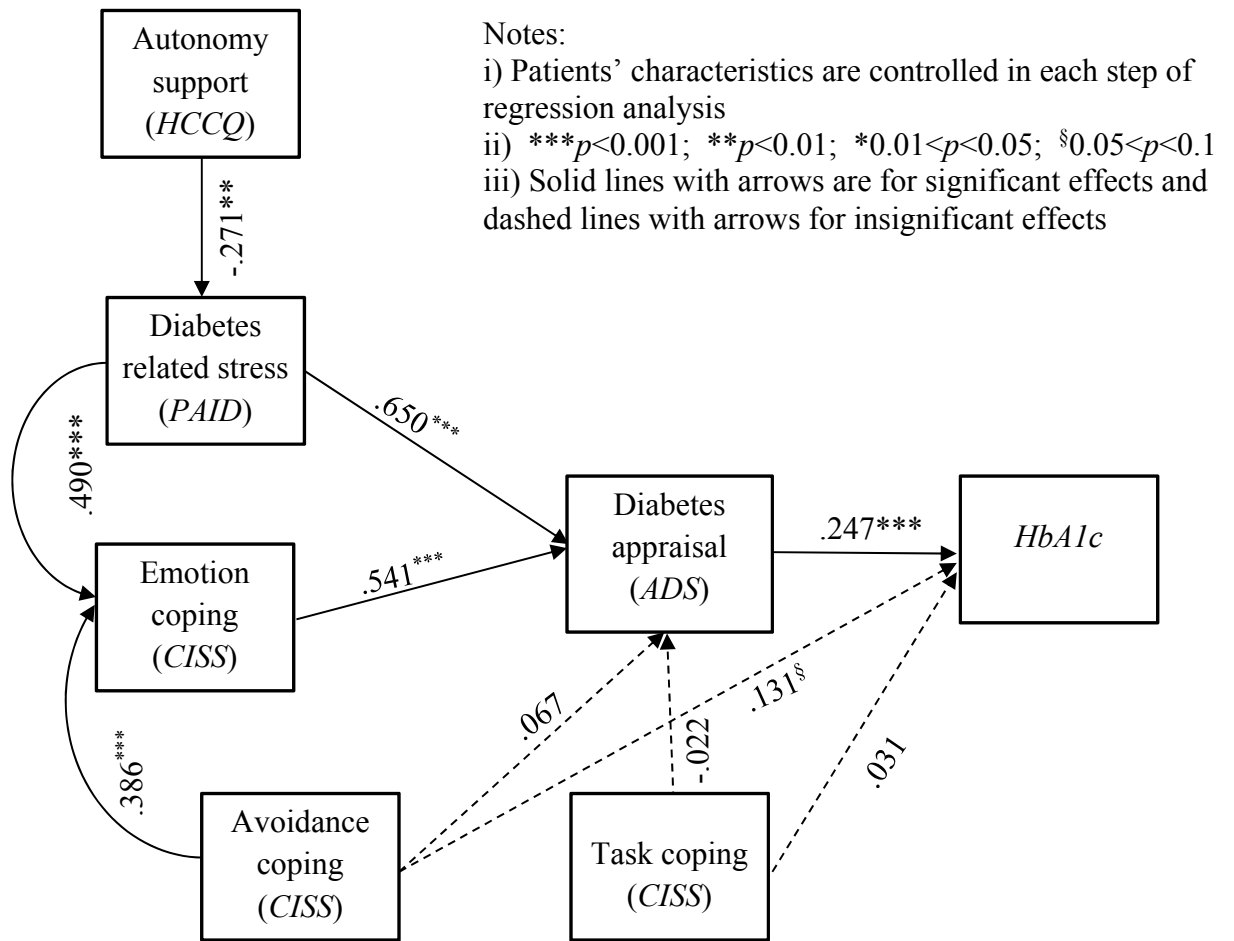 Autonomy
support
(HCCQ)
Notes:
i) Patients’ characteristics are controlled in each step of
regression analysis
ii) ***p<0.001; **p<0.01; *0.01<p<0.05; §0.05<p<0.1
iii) Solid lines with arrows are for significant effects and
dashed lines with arrows for insignificant effects
-.271**
Diabetes
related stress
(PAID)
.490***
.650***
Emotion
coping
(CISS)
.541***
Diabetes
appraisal
(ADS)
.247***
HbA1c
.386***
.067
-.022
.131§
.031
Avoidance
coping
(CISS)
Task coping
(CISS)